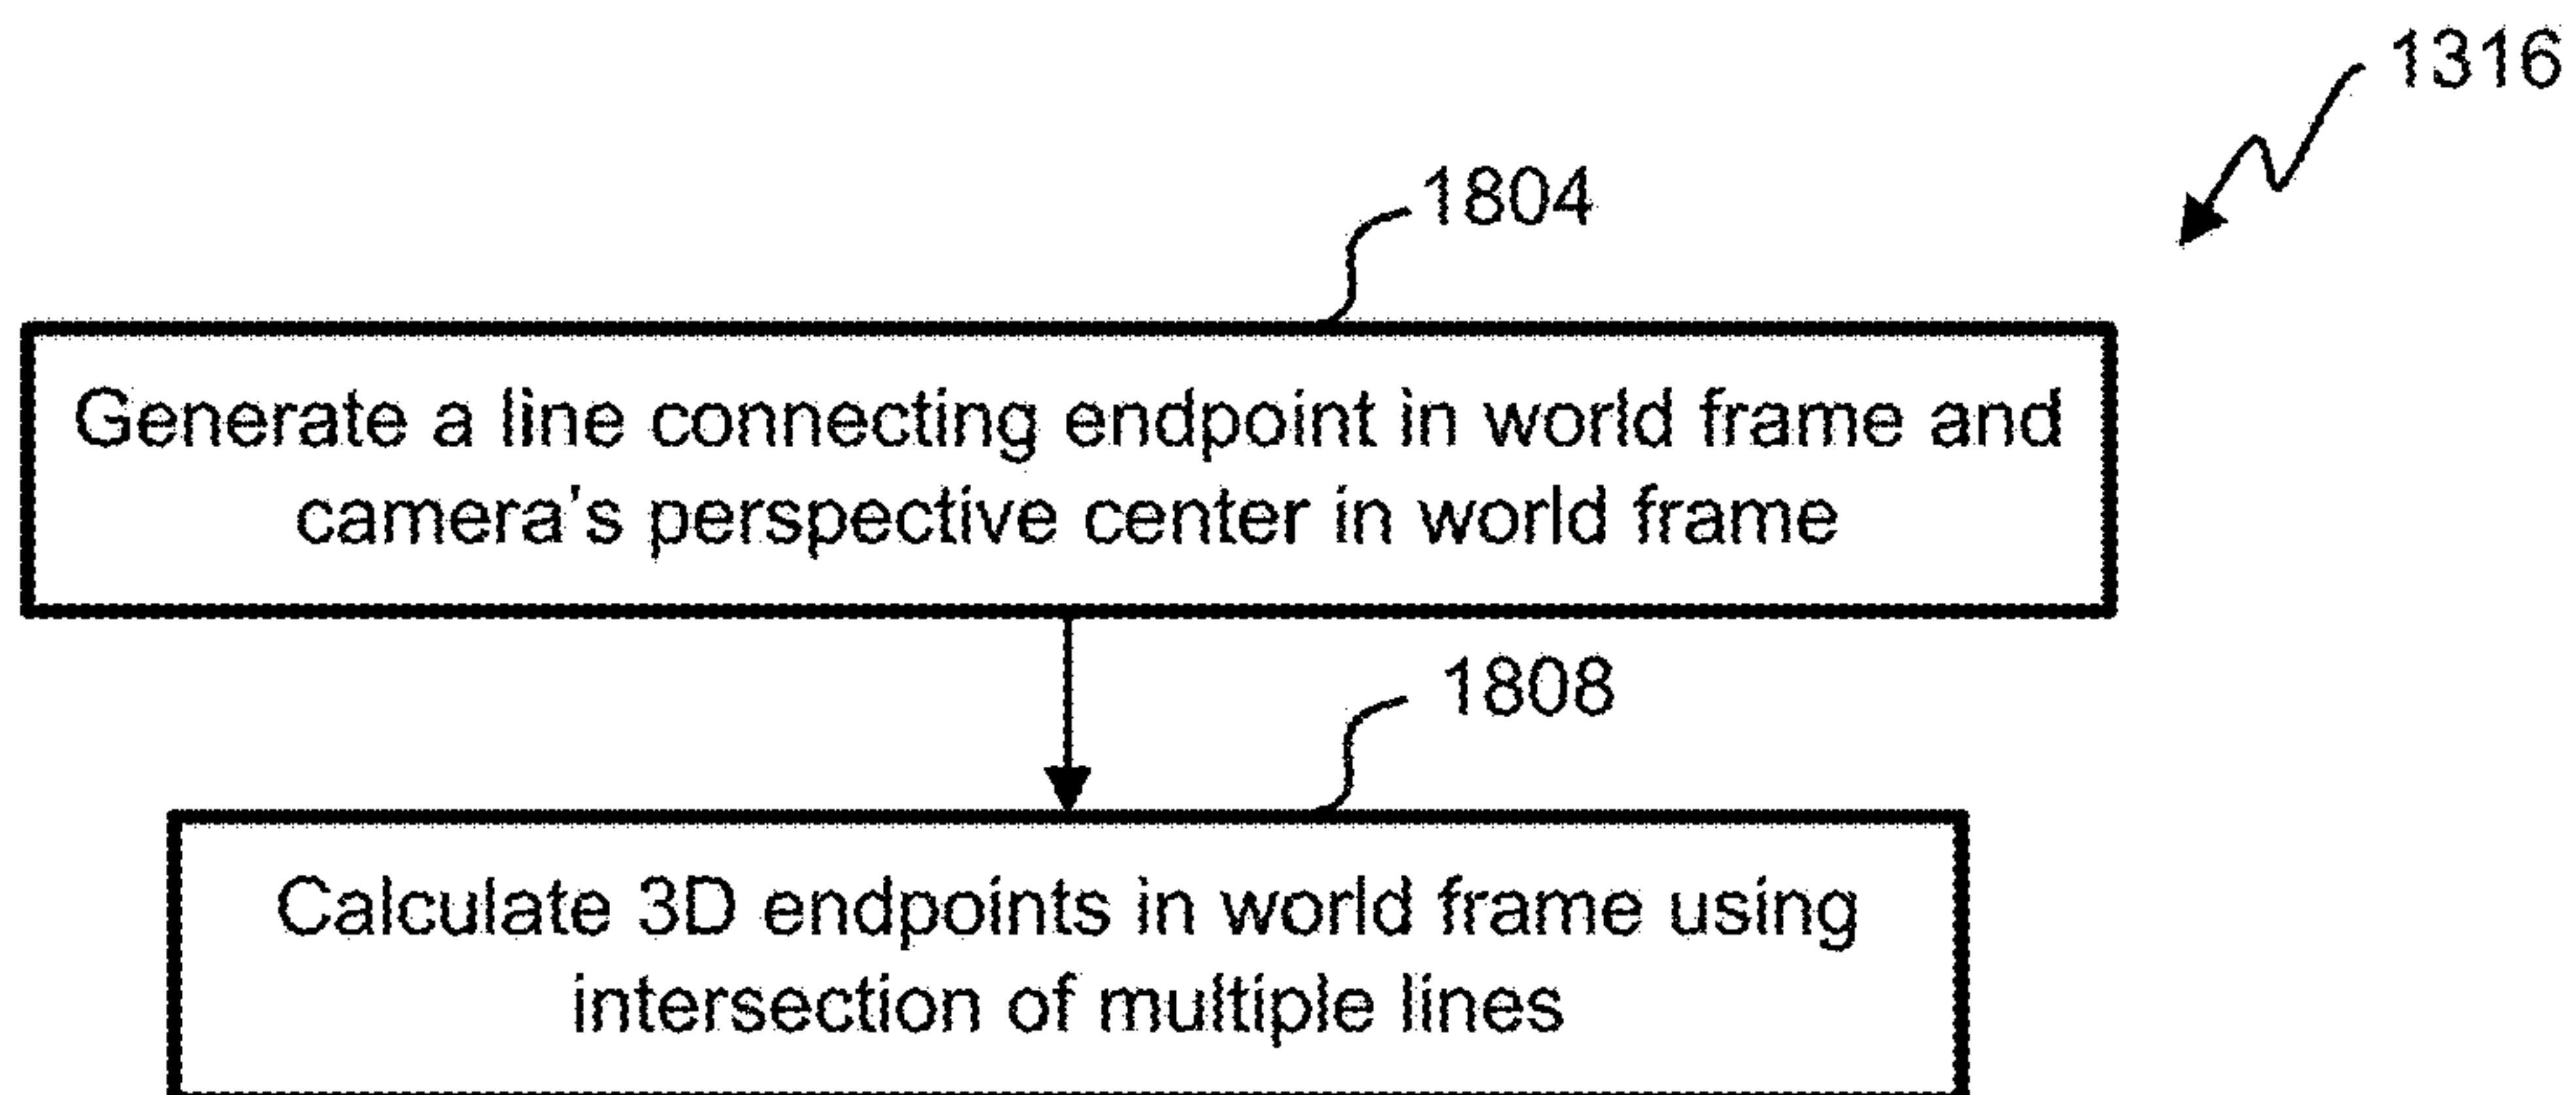 1316
1804
Generate a line connecting endpoint in world frame and
camera's perspective center in world frame
1808
Calculate 3D endpoints in world frame using
intersection of multiple lines